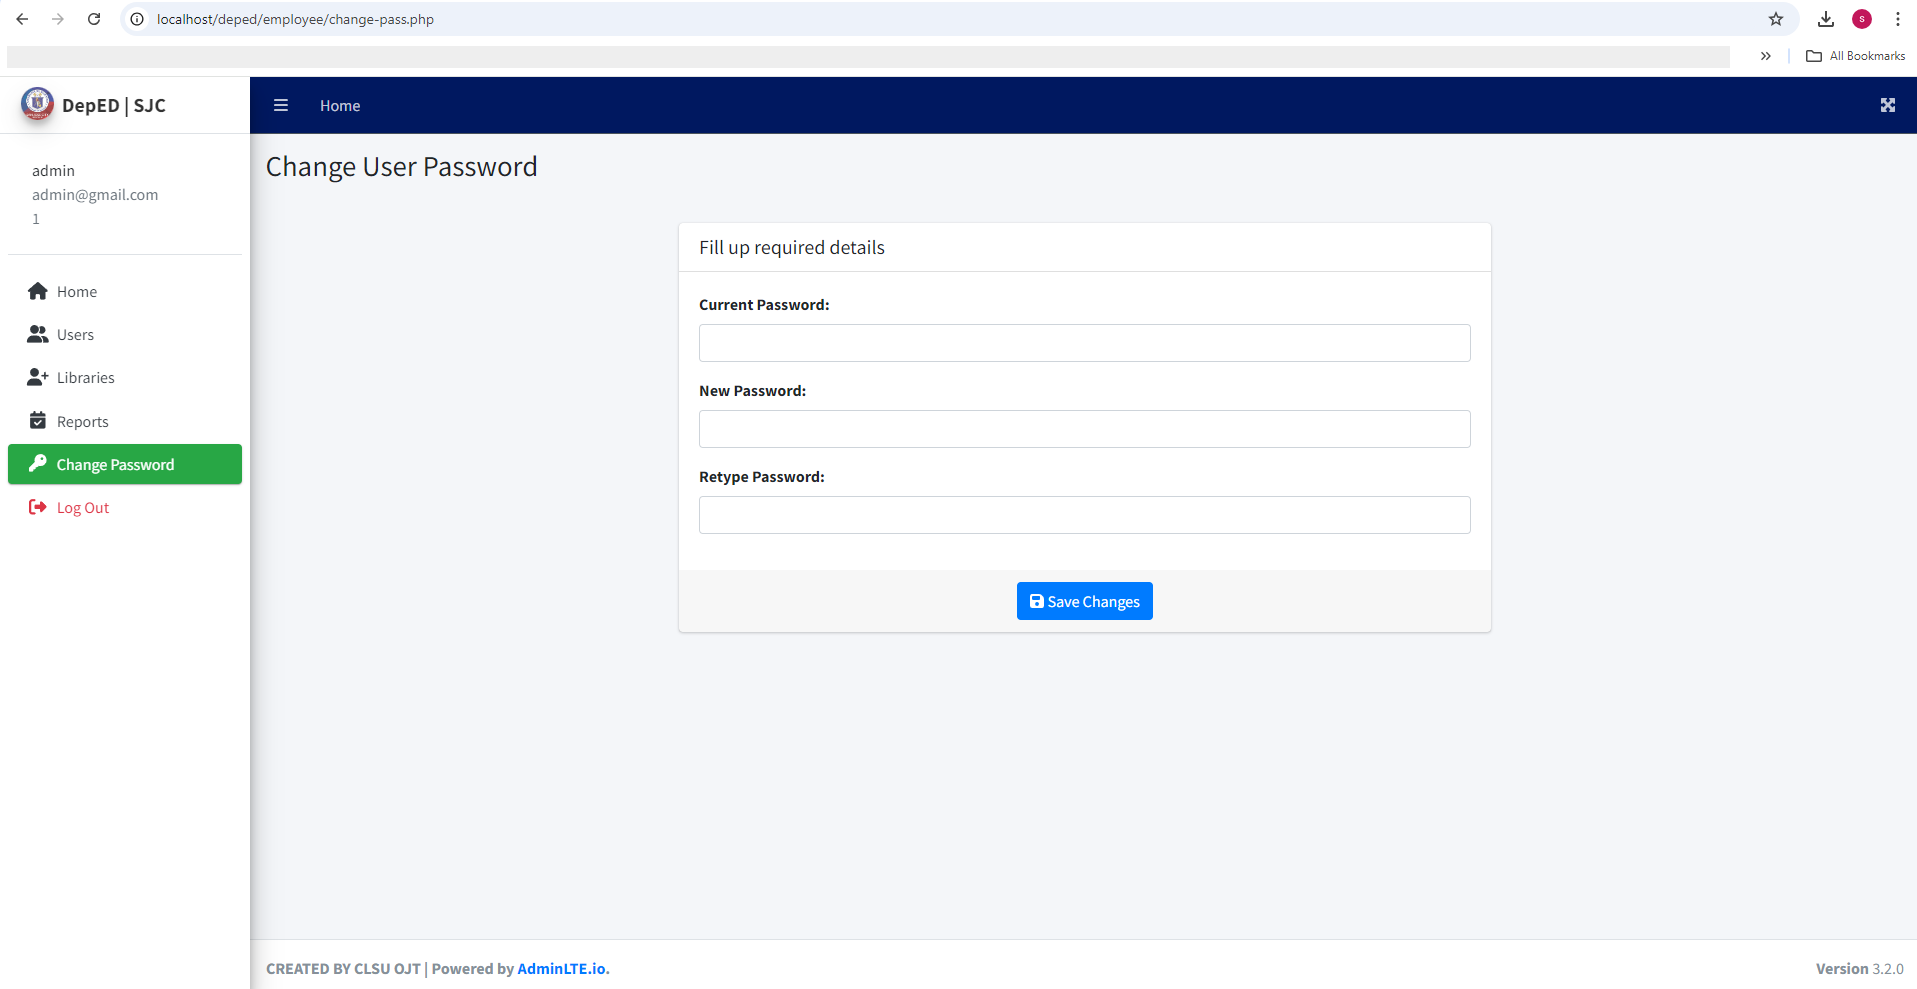 localhost/deped/employee/change-pass.php
S
All Bookmarks
DepED | SJC
Home
admin
admin@gmail.com
1
Home
Users
Libraries
Reports
Change Password
Log Out
Change User Password
Fill up required details
Current Password:
New Password:
Retype Password:
Save Changes
CREATED BY CLSU OJT | Powered by AdminLTE.io.
Version 3.2.0